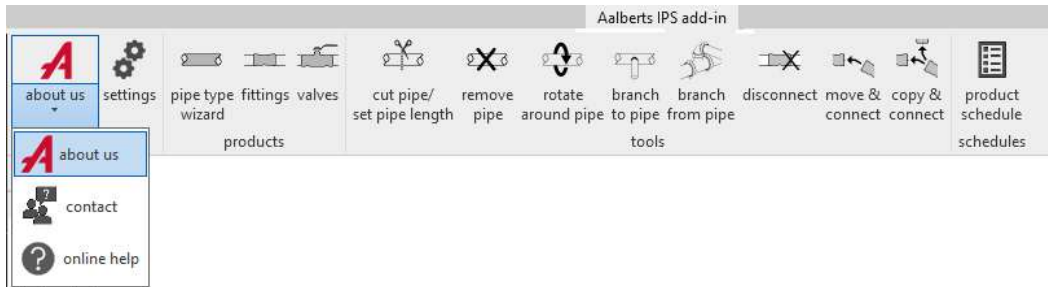 Aalberts IPS add-in
about us
settings
pipe type
wizard
fittings
valves
cut pipe/
set pipe length
remove
pipe
rotate
around pipe
branch
to pipe
branch
from pipe
disconnect
move &
connect
copy &
connect
product
schedule
products
tools
schedules
about us
contact
online help